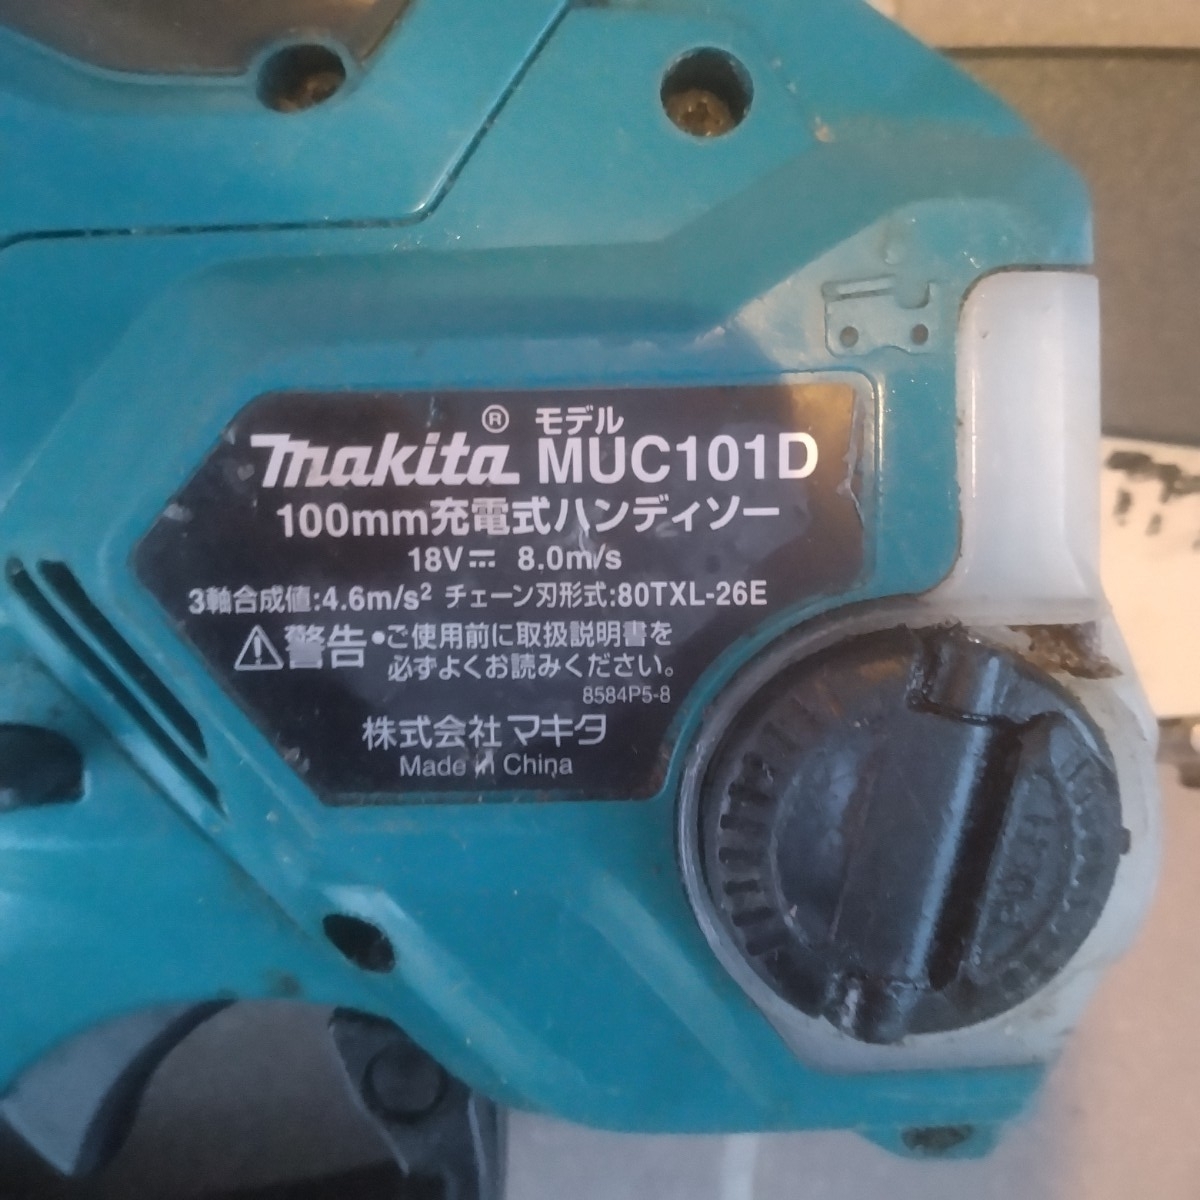 makita® モデル MUC101D
100mm充電式ハンディソー
18V⎓ 8.0m/s
3軸合成値:4.6m/s² チェーン刃形式:80TXL-26E
⚠警告 •ご使用前に取扱説明書を
必ずよくお読みください。
8584P5-8
株式会社 マキタ
Made in China